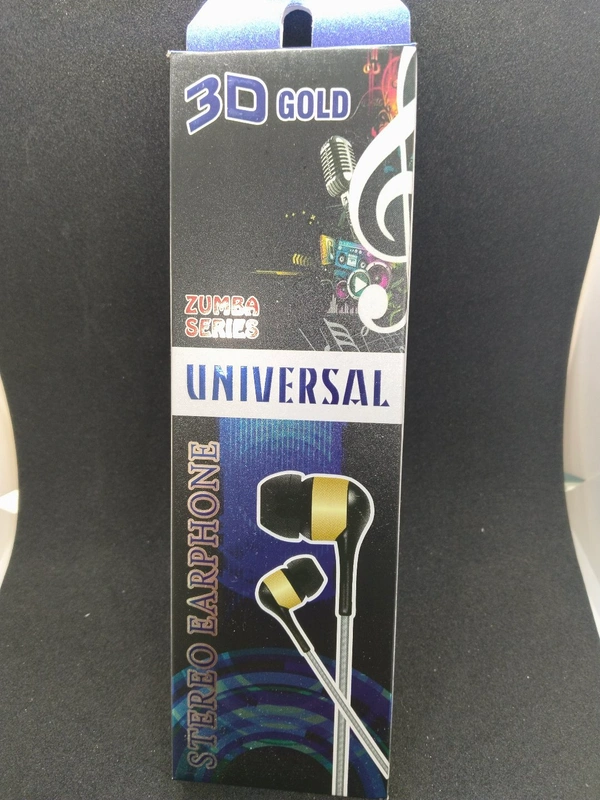 3D GOLD
ZUMBA
SERIES
UNIVERSAL
STEREO EARPHONE